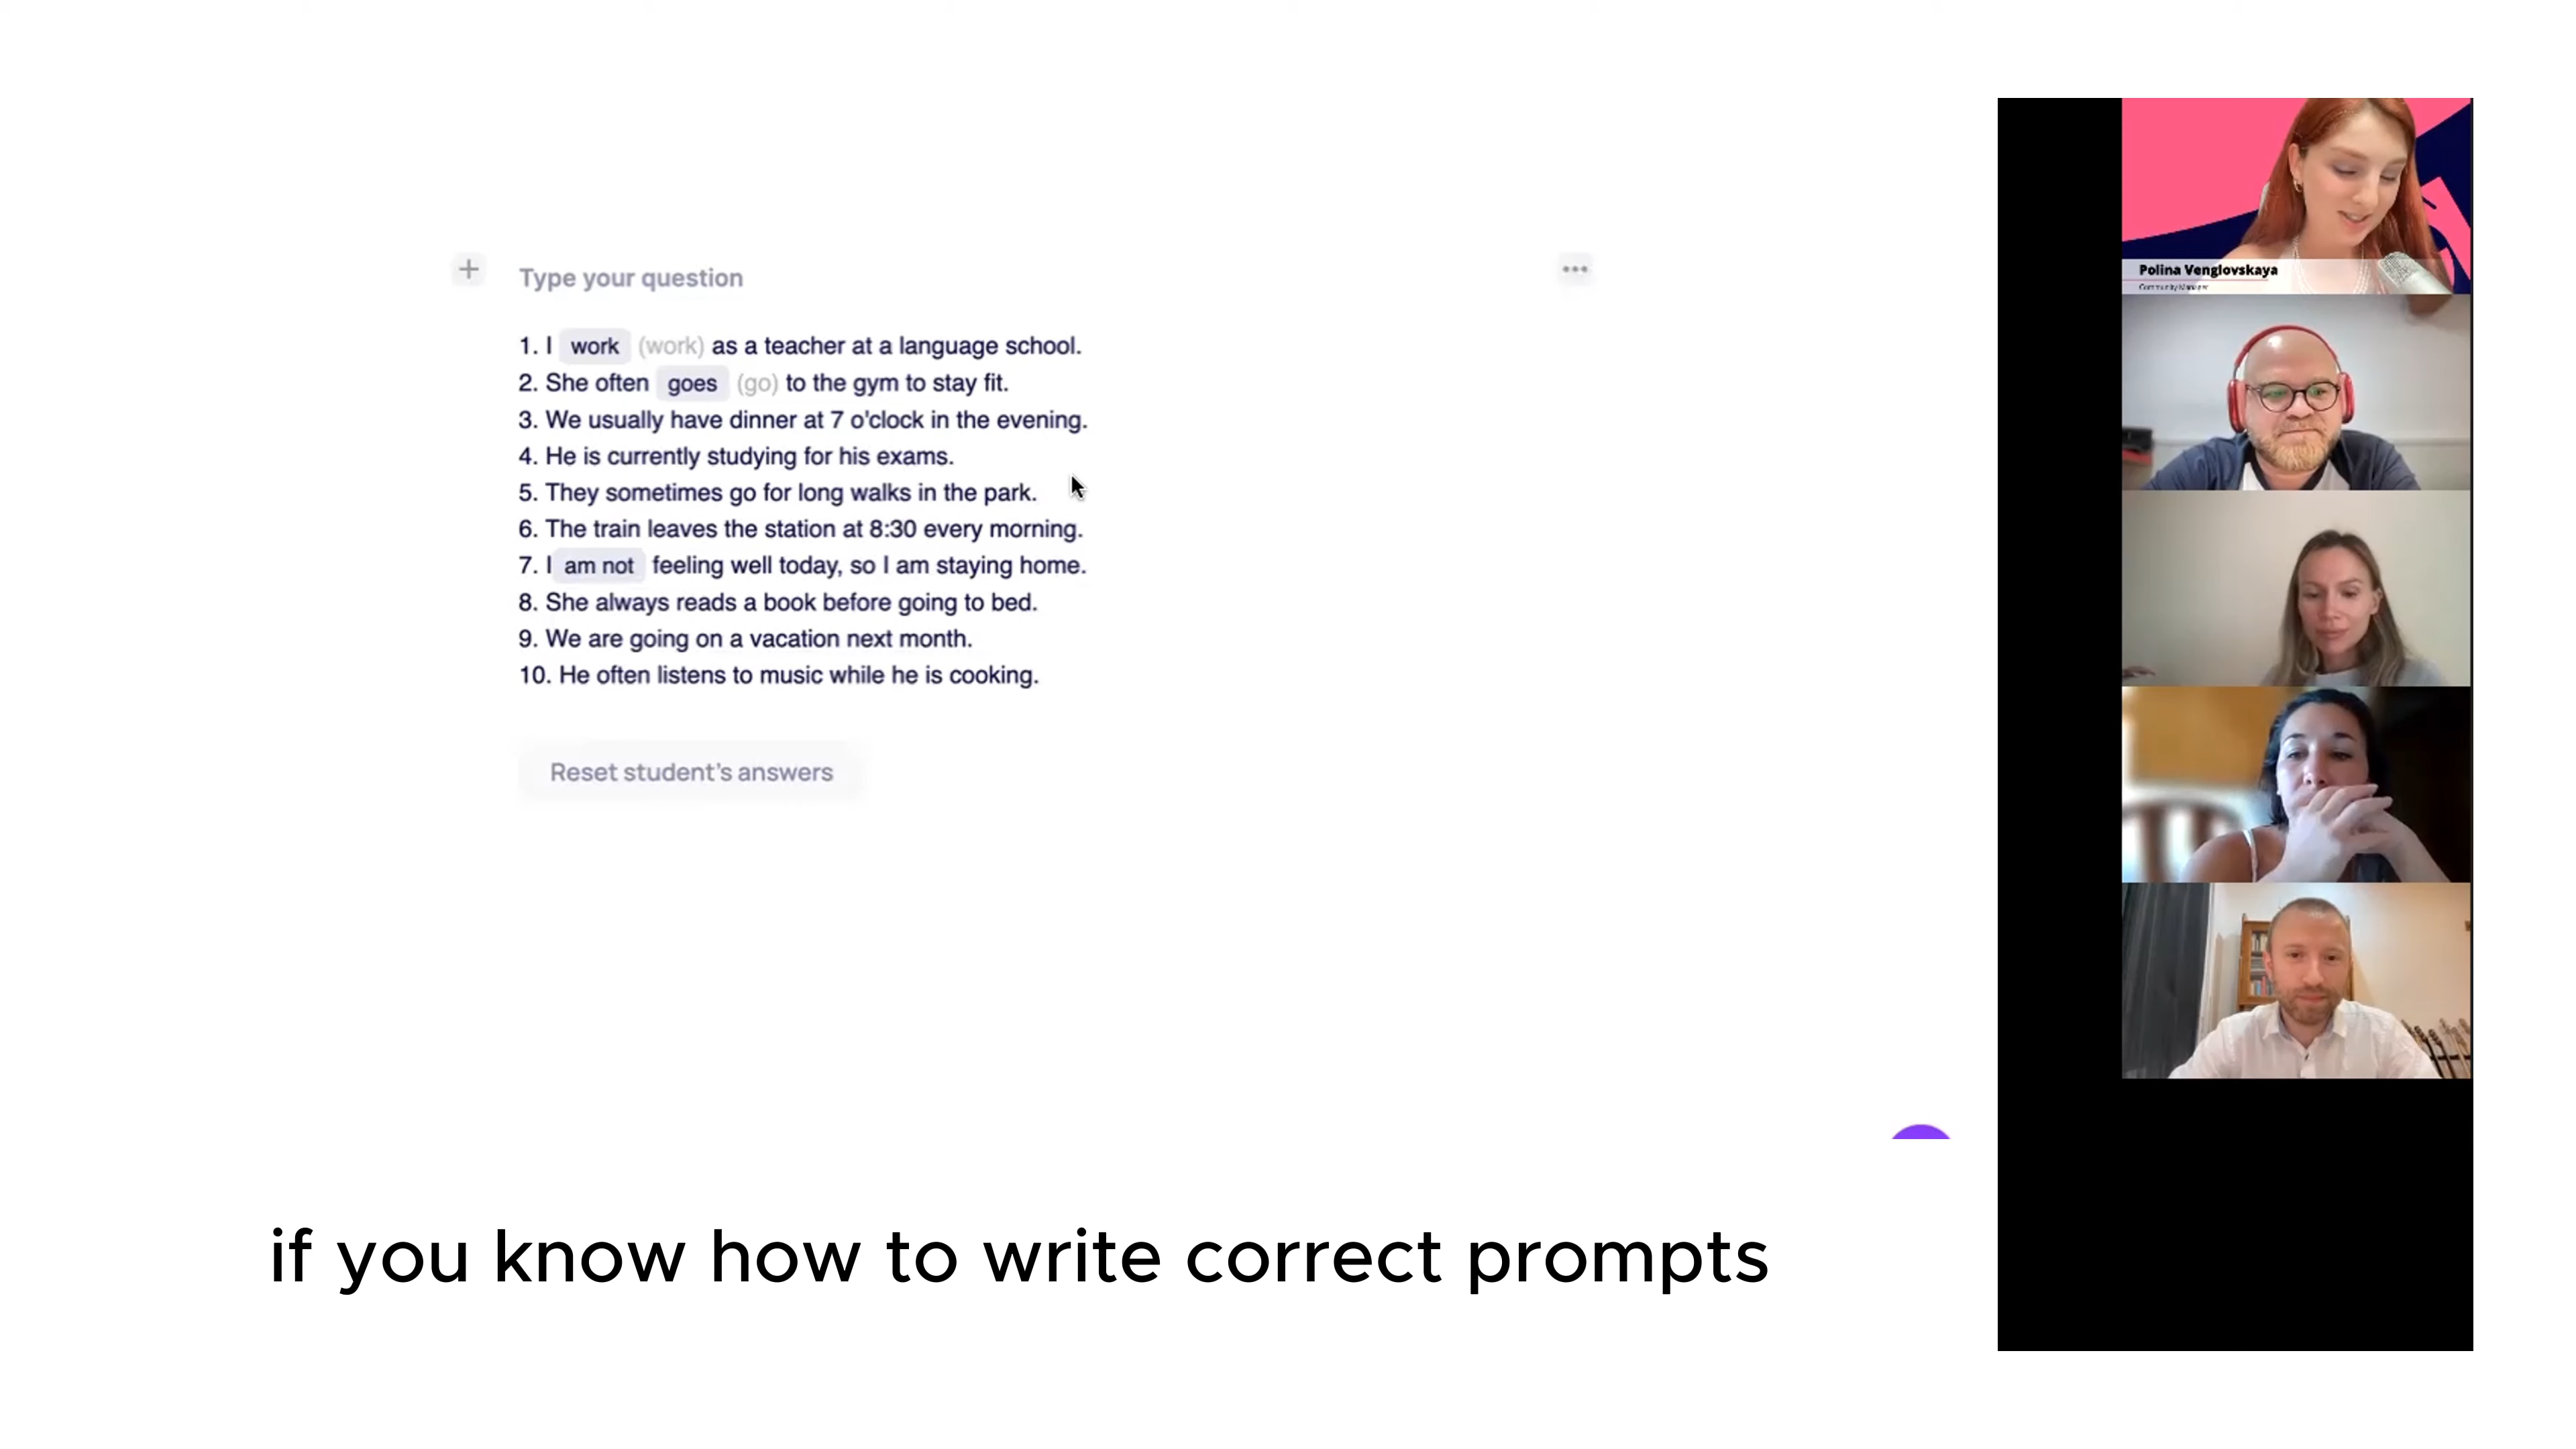 Type your question
1. I work (work) as a teacher at a language school.
2. She often goes (go) to the gym to stay fit.
3. We usually have dinner at 7 o'clock in the evening.
4. He is currently studying for his exams.
5. They sometimes go for long walks in the park.
6. The train leaves the station at 8:30 every morning.
7. I am not feeling well today, so I am staying home.
8. She always reads a book before going to bed.
9. We are going on a vacation next month.
10. He often listens to music while he is cooking.
Reset student's answers
if you know how to write correct prompts
Polina Venglovskaya
Community Manager